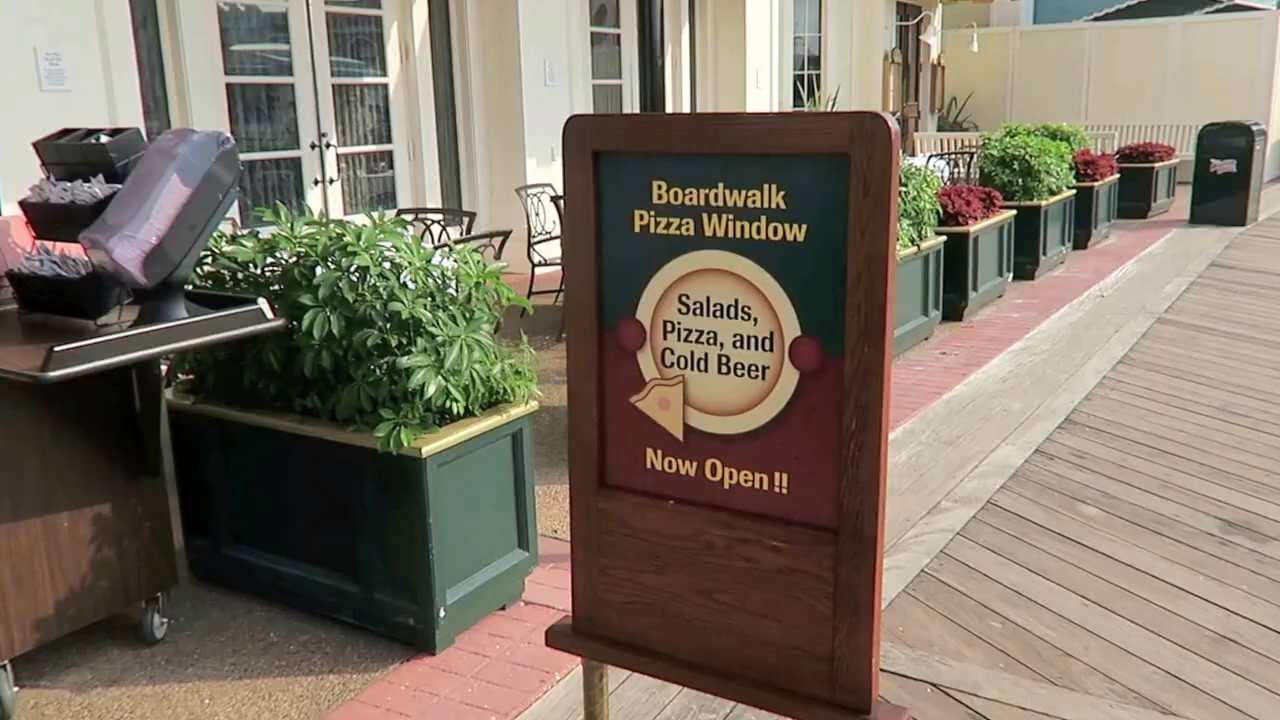 Boardwalk
Pizza Window
Salads,
Pizza, and
Cold Beer
Now Open!!